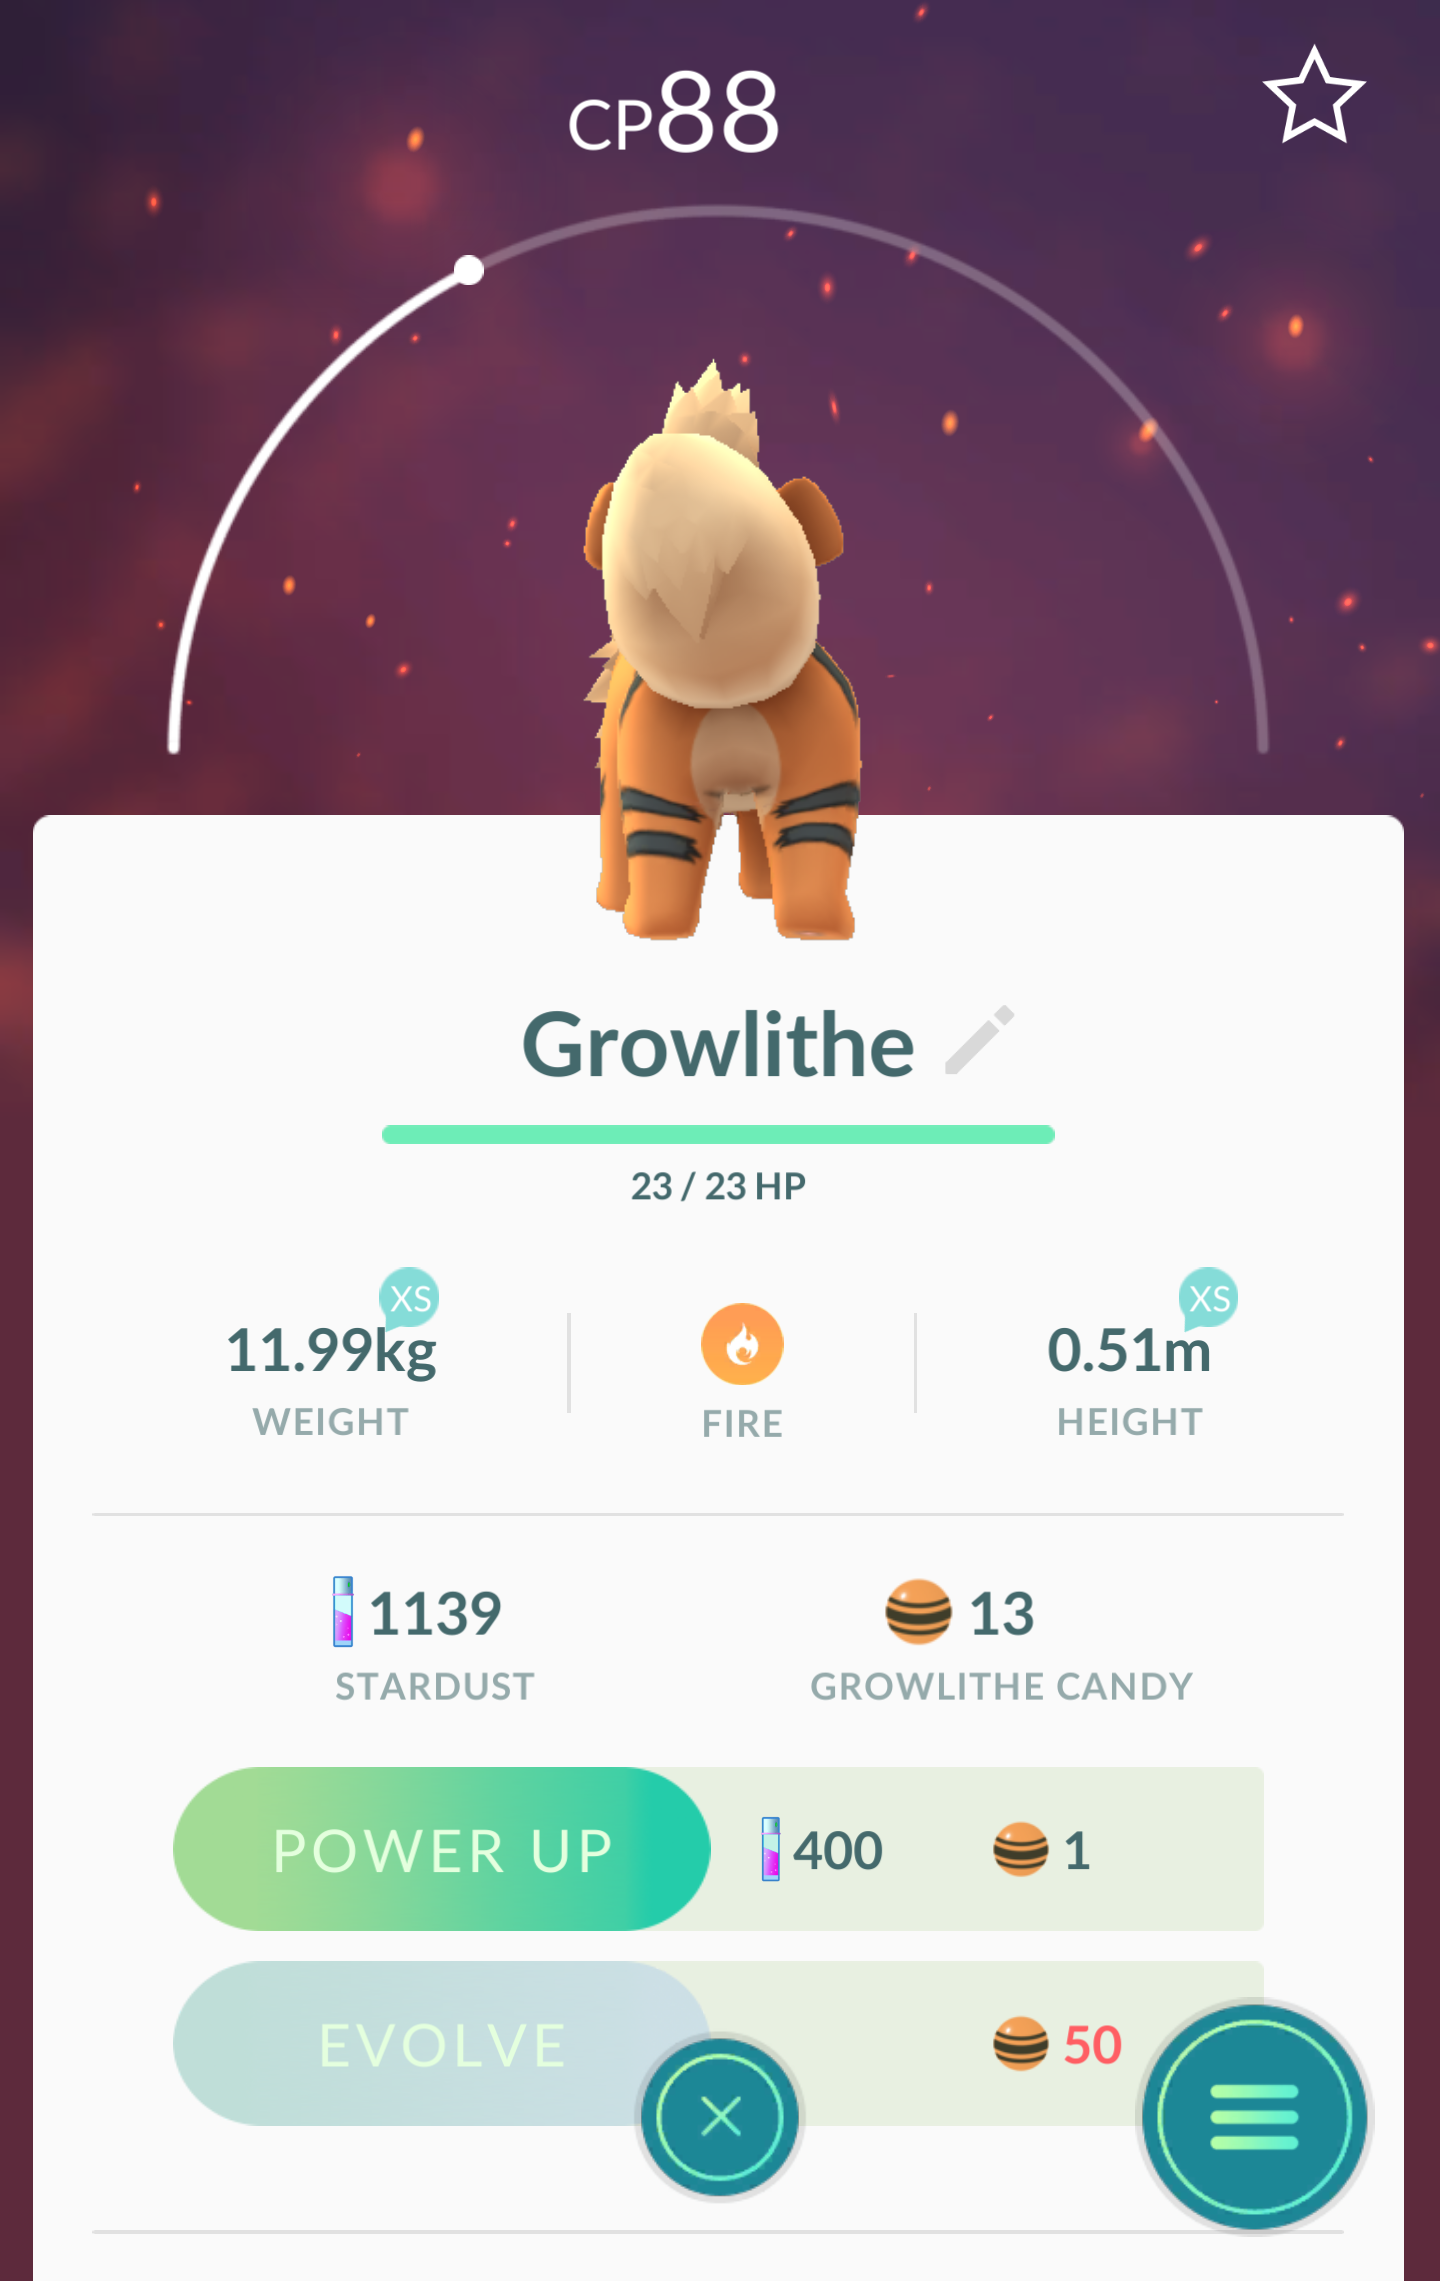 CP88
Growlithe
23 / 23 HP
XS
XS
11.99kg
0.51m
WEIGHT
FIRE
HEIGHT
1139
13
STARDUST
GROWLITHE CANDY
POWER UP
400
1
EVOLVE
50